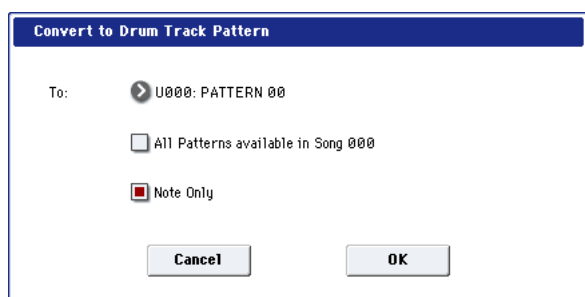 Convert to Drum Track Pattern
To: U000: PATTERN 00
All Patterns available in Song 000
Note Only
Cancel OK